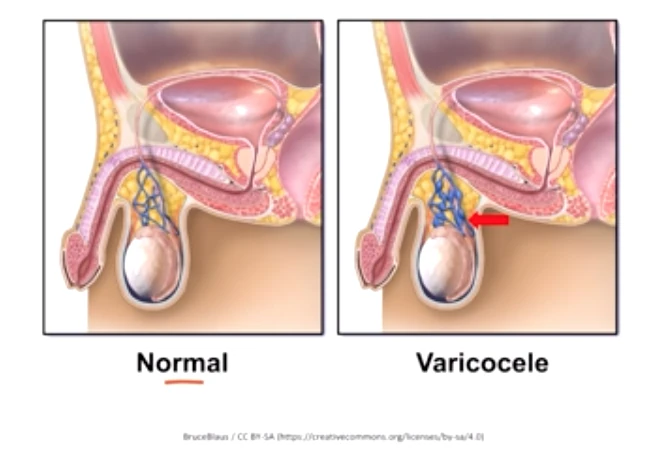 Normal
Varicocele
BruceBlaus / CC BY-SA (https://creativecommons.org/licenses/by-sa/4.0)